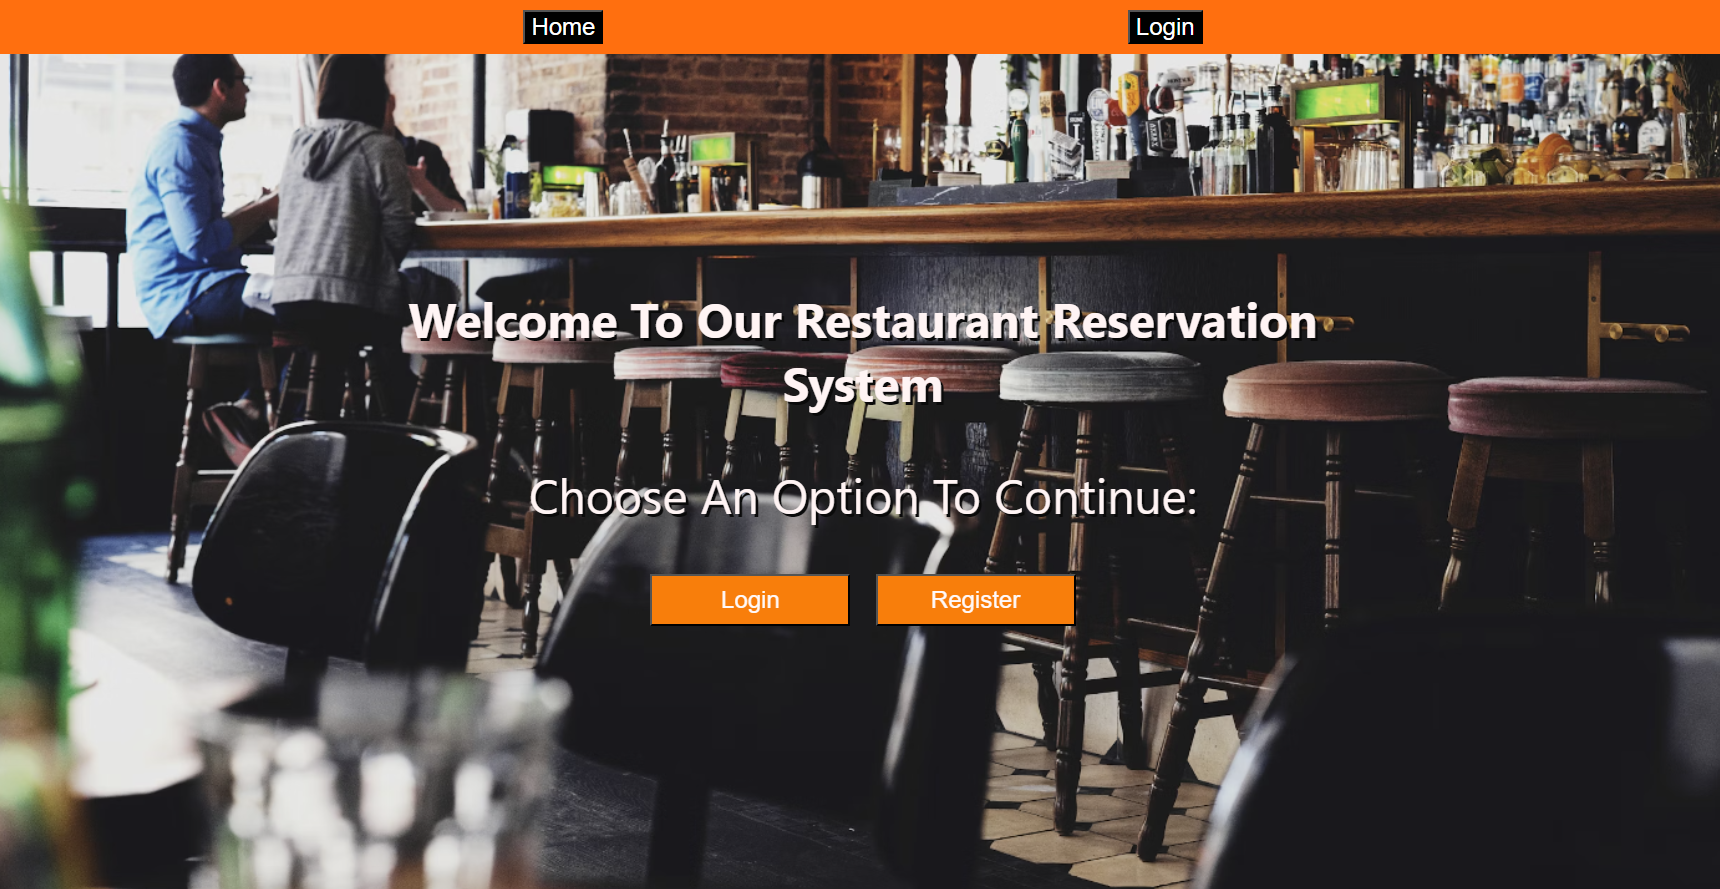 Home
Login
Welcome To Our Restaurant Reservation
System
Choose An Option To Continue:
Login
Register